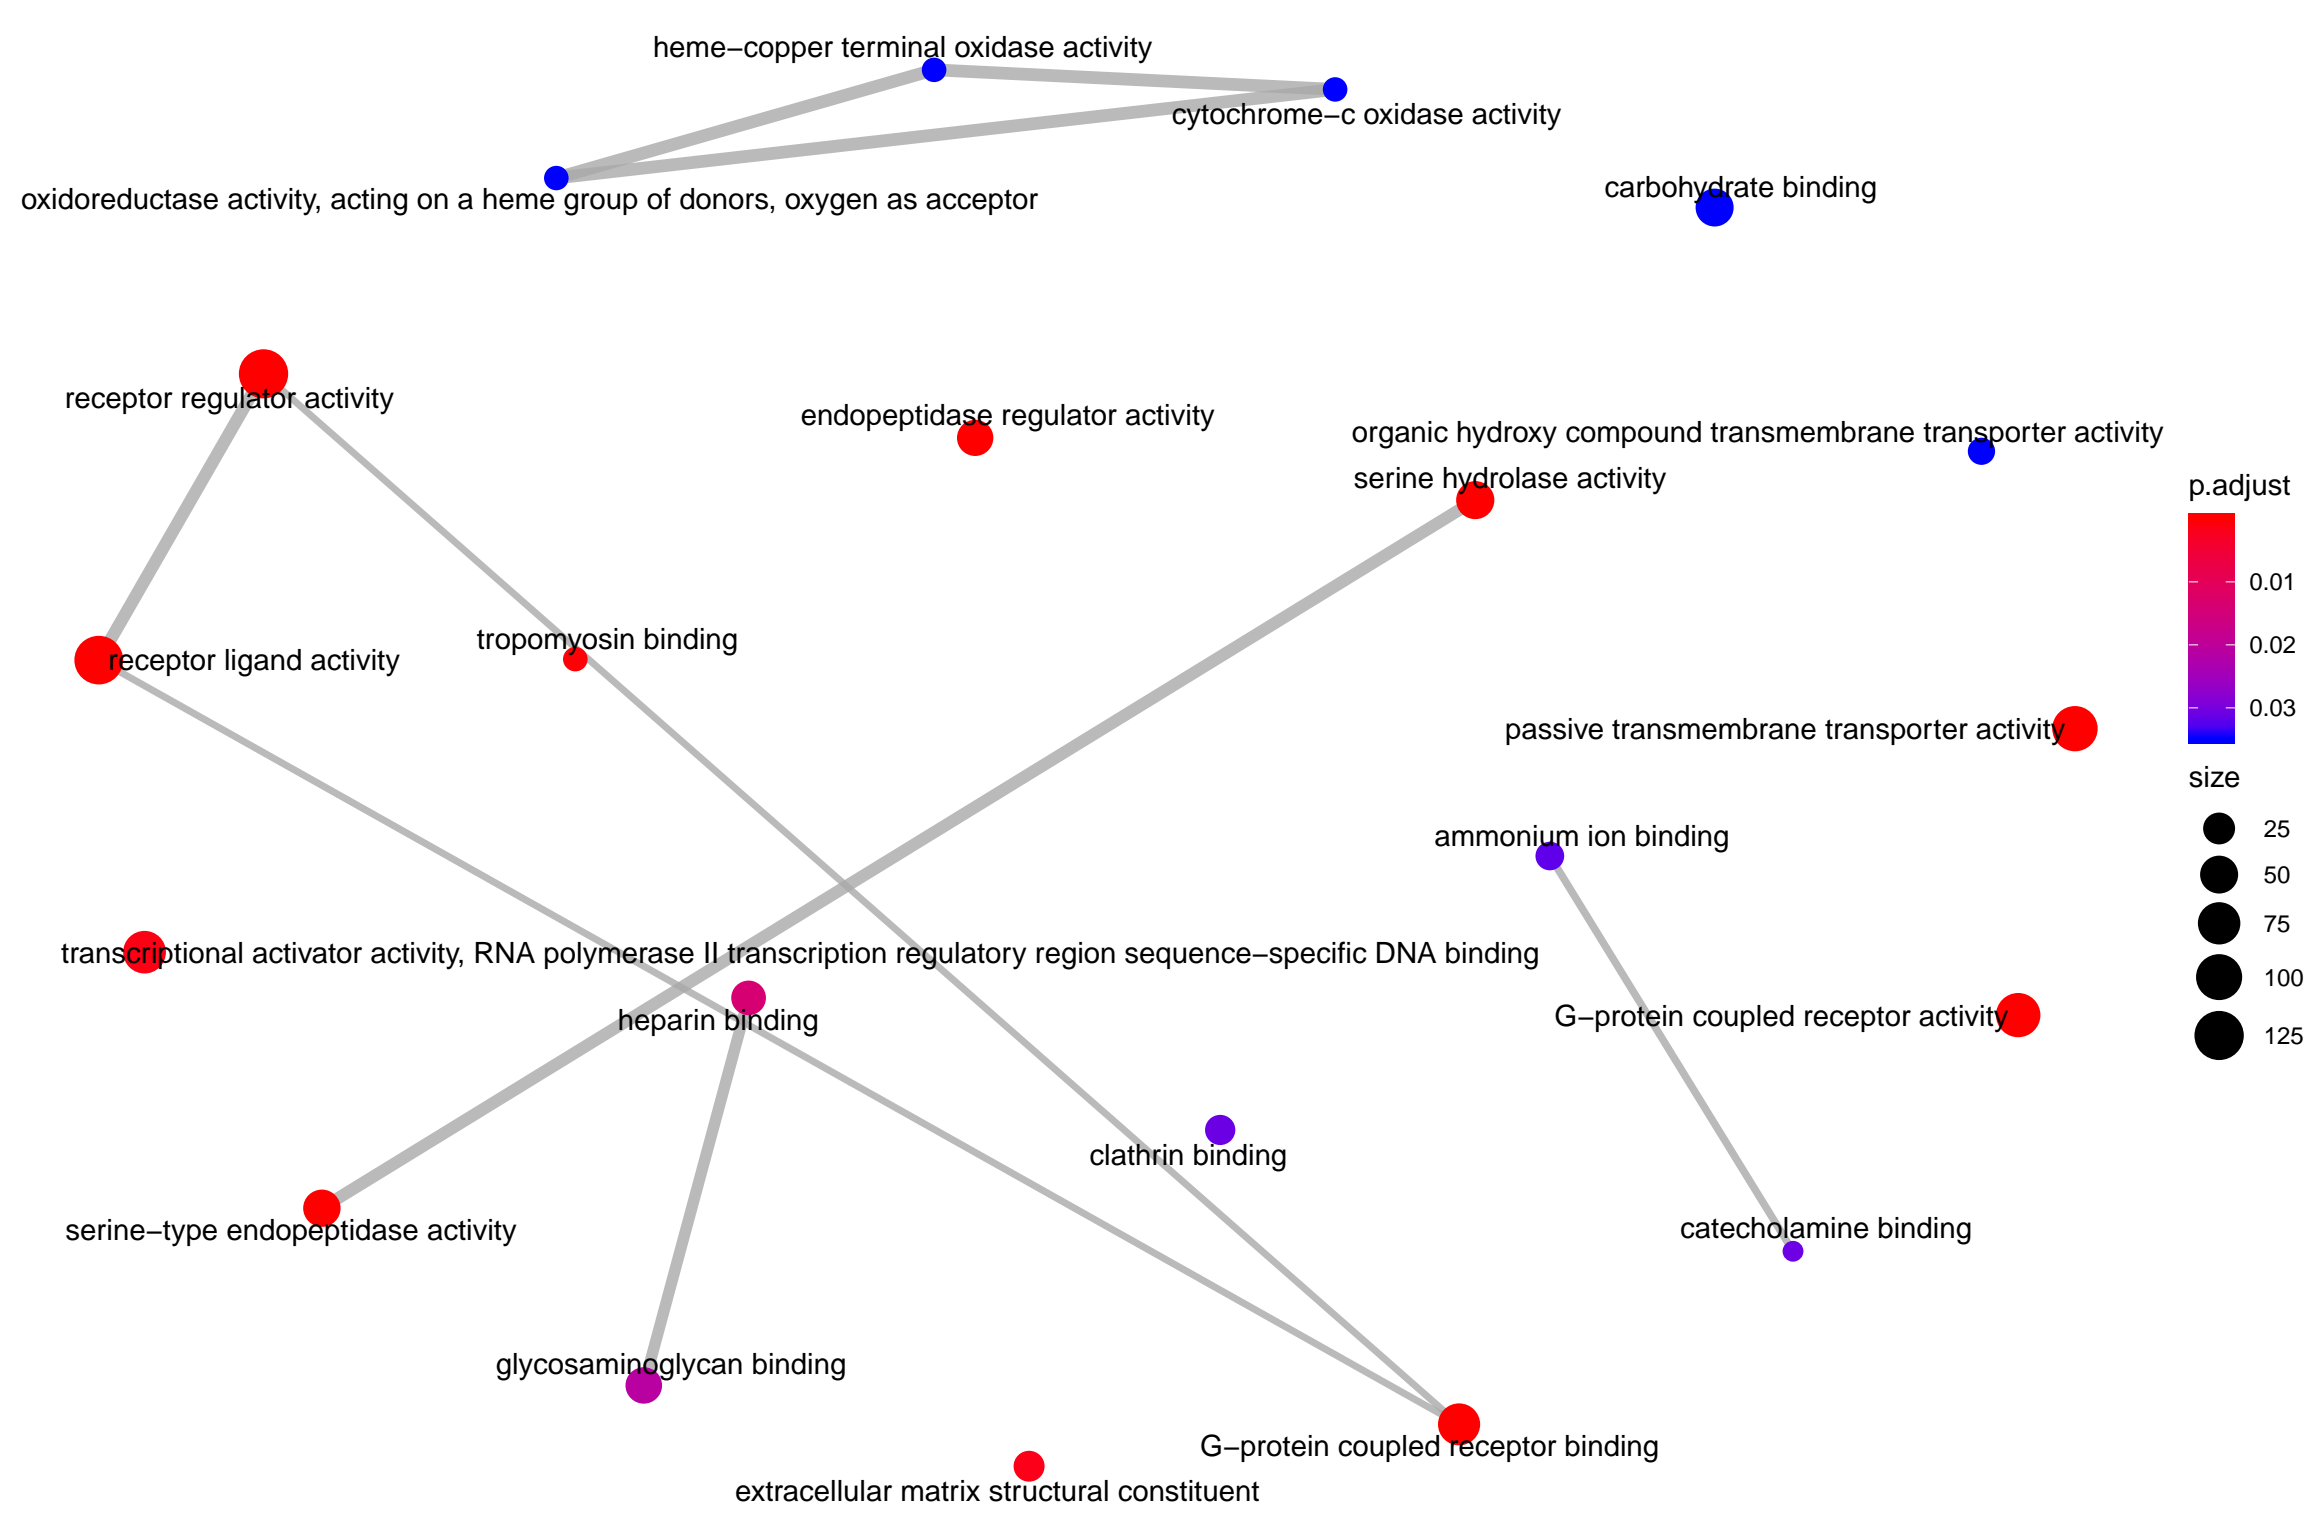 heme−copper terminal oxidase activity
cytochrome−c oxidase activity
carbohydrate binding
oxidoreductase activity, acting on a heme group of donors, oxygen as acceptor
receptor regulator activity
endopeptidase regulator activity
organic hydroxy compound transmembrane transporter activity
serine hydrolase activity
tropomyosin binding
receptor ligand activity
passive transmembrane transporter activity
ammonium ion binding
transcriptional activator activity, RNA polymerase II transcription regulatory region sequence−specific DNA binding
heparin binding
G−protein coupled receptor activity
clathrin binding
serine−type endopeptidase activity
catecholamine binding
glycosaminoglycan binding
G−protein coupled receptor binding
extracellular matrix structural constituent
p.adjust
0.01
0.02
0.03
size
25
50
75
100
125